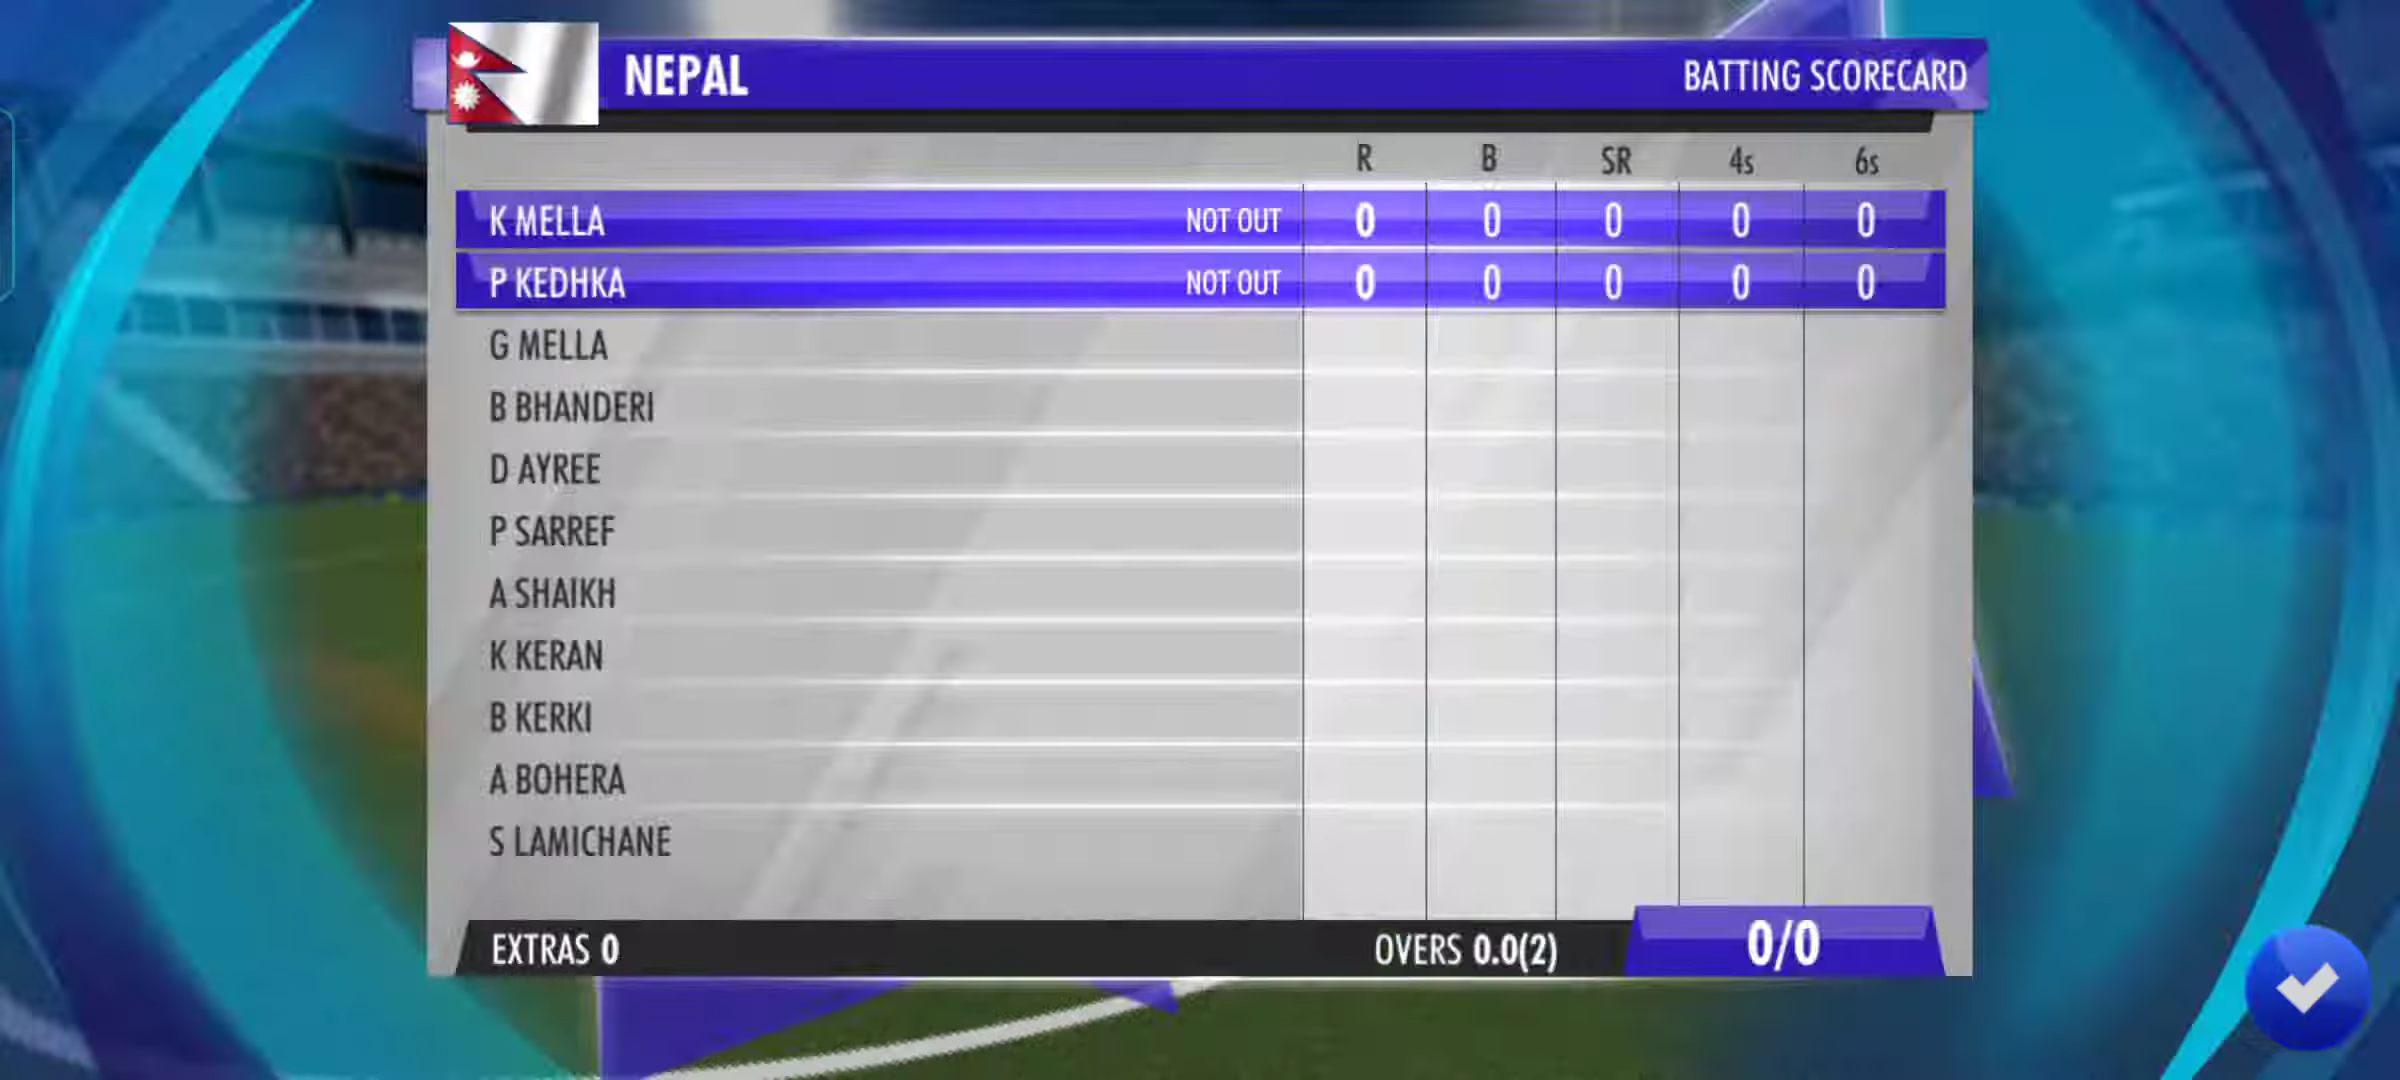 NEPAL BATTING SCORECARD
R B SR 4s 6s
K MELLA NOT OUT 0 0 0 0 0
P KEDHKA NOT OUT 0 0 0 0 0
G MELLA
B BHANDERI
D AYREE
P SARREF
A SHAIKH
K KERAN
B KERKI
A BOHERA
S LAMICHANE
EXTRAS 0 OVERS 0.0(2) 0/0